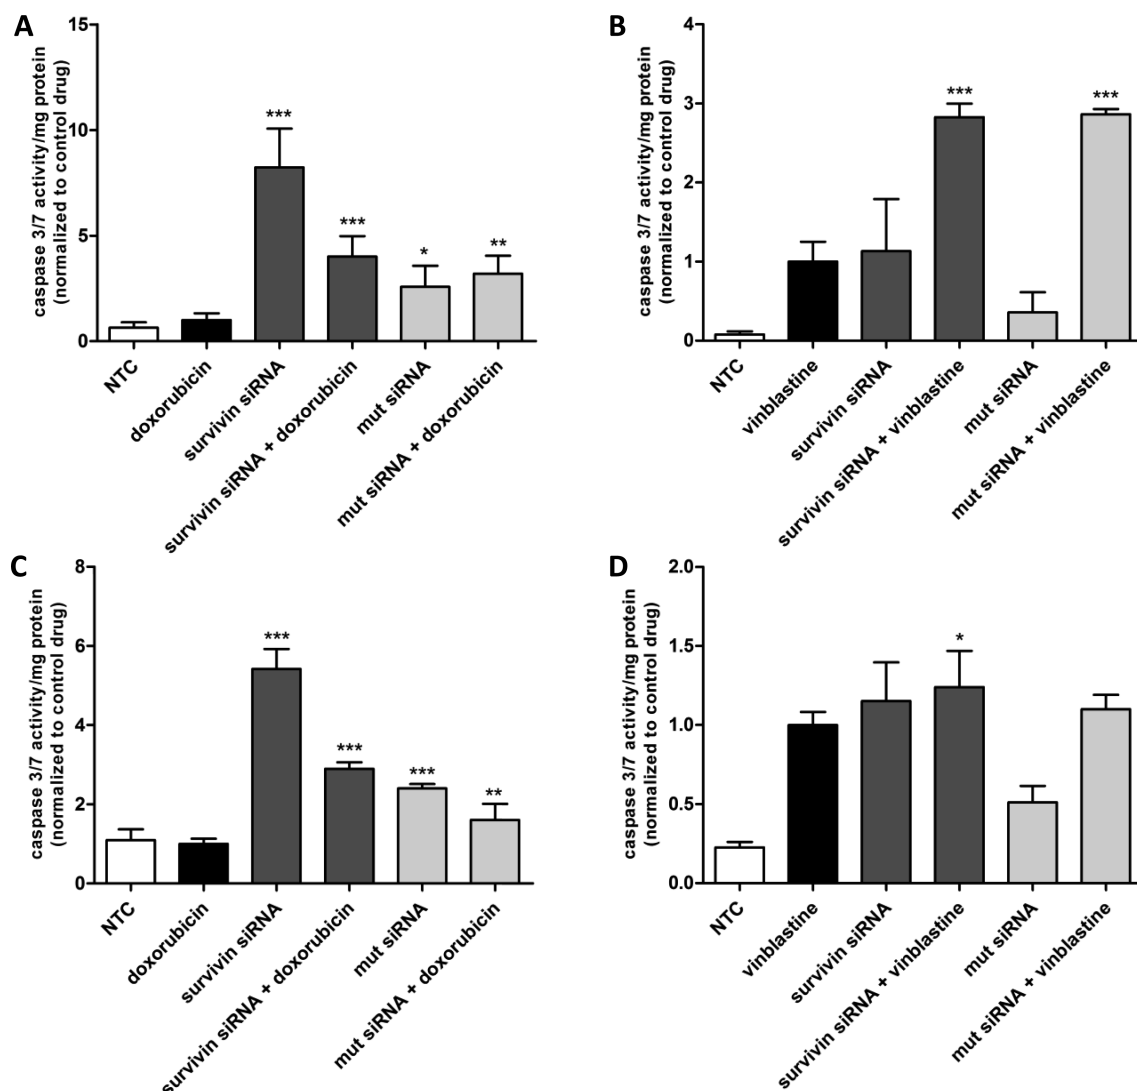 A
caspase 3/7 activity/mg protein
(normalized to control drug)
15
10
5
0
***
***
*
**
NTC
doxorubicin
survivin siRNA
survivin siRNA + doxorubicin
mut siRNA
mut siRNA + doxorubicin
B
caspase 3/7 activity/mg protein
(normalized to control drug)
4
3
2
1
0
***
***
NTC
vinblastine
survivin siRNA
survivin siRNA + vinblastine
mut siRNA
mut siRNA + vinblastine
C
caspase 3/7 activity/mg protein
(normalized to control drug)
8
6
4
2
0
***
***
***
**
NTC
doxorubicin
survivin siRNA
survivin siRNA + doxorubicin
mut siRNA
mut siRNA + doxorubicin
D
caspase 3/7 activity/mg protein
(normalized to control drug)
2.0
1.5
1.0
0.5
0.0
*
NTC
vinblastine
survivin siRNA
survivin siRNA + vinblastine
mut siRNA
mut siRNA + vinblastine